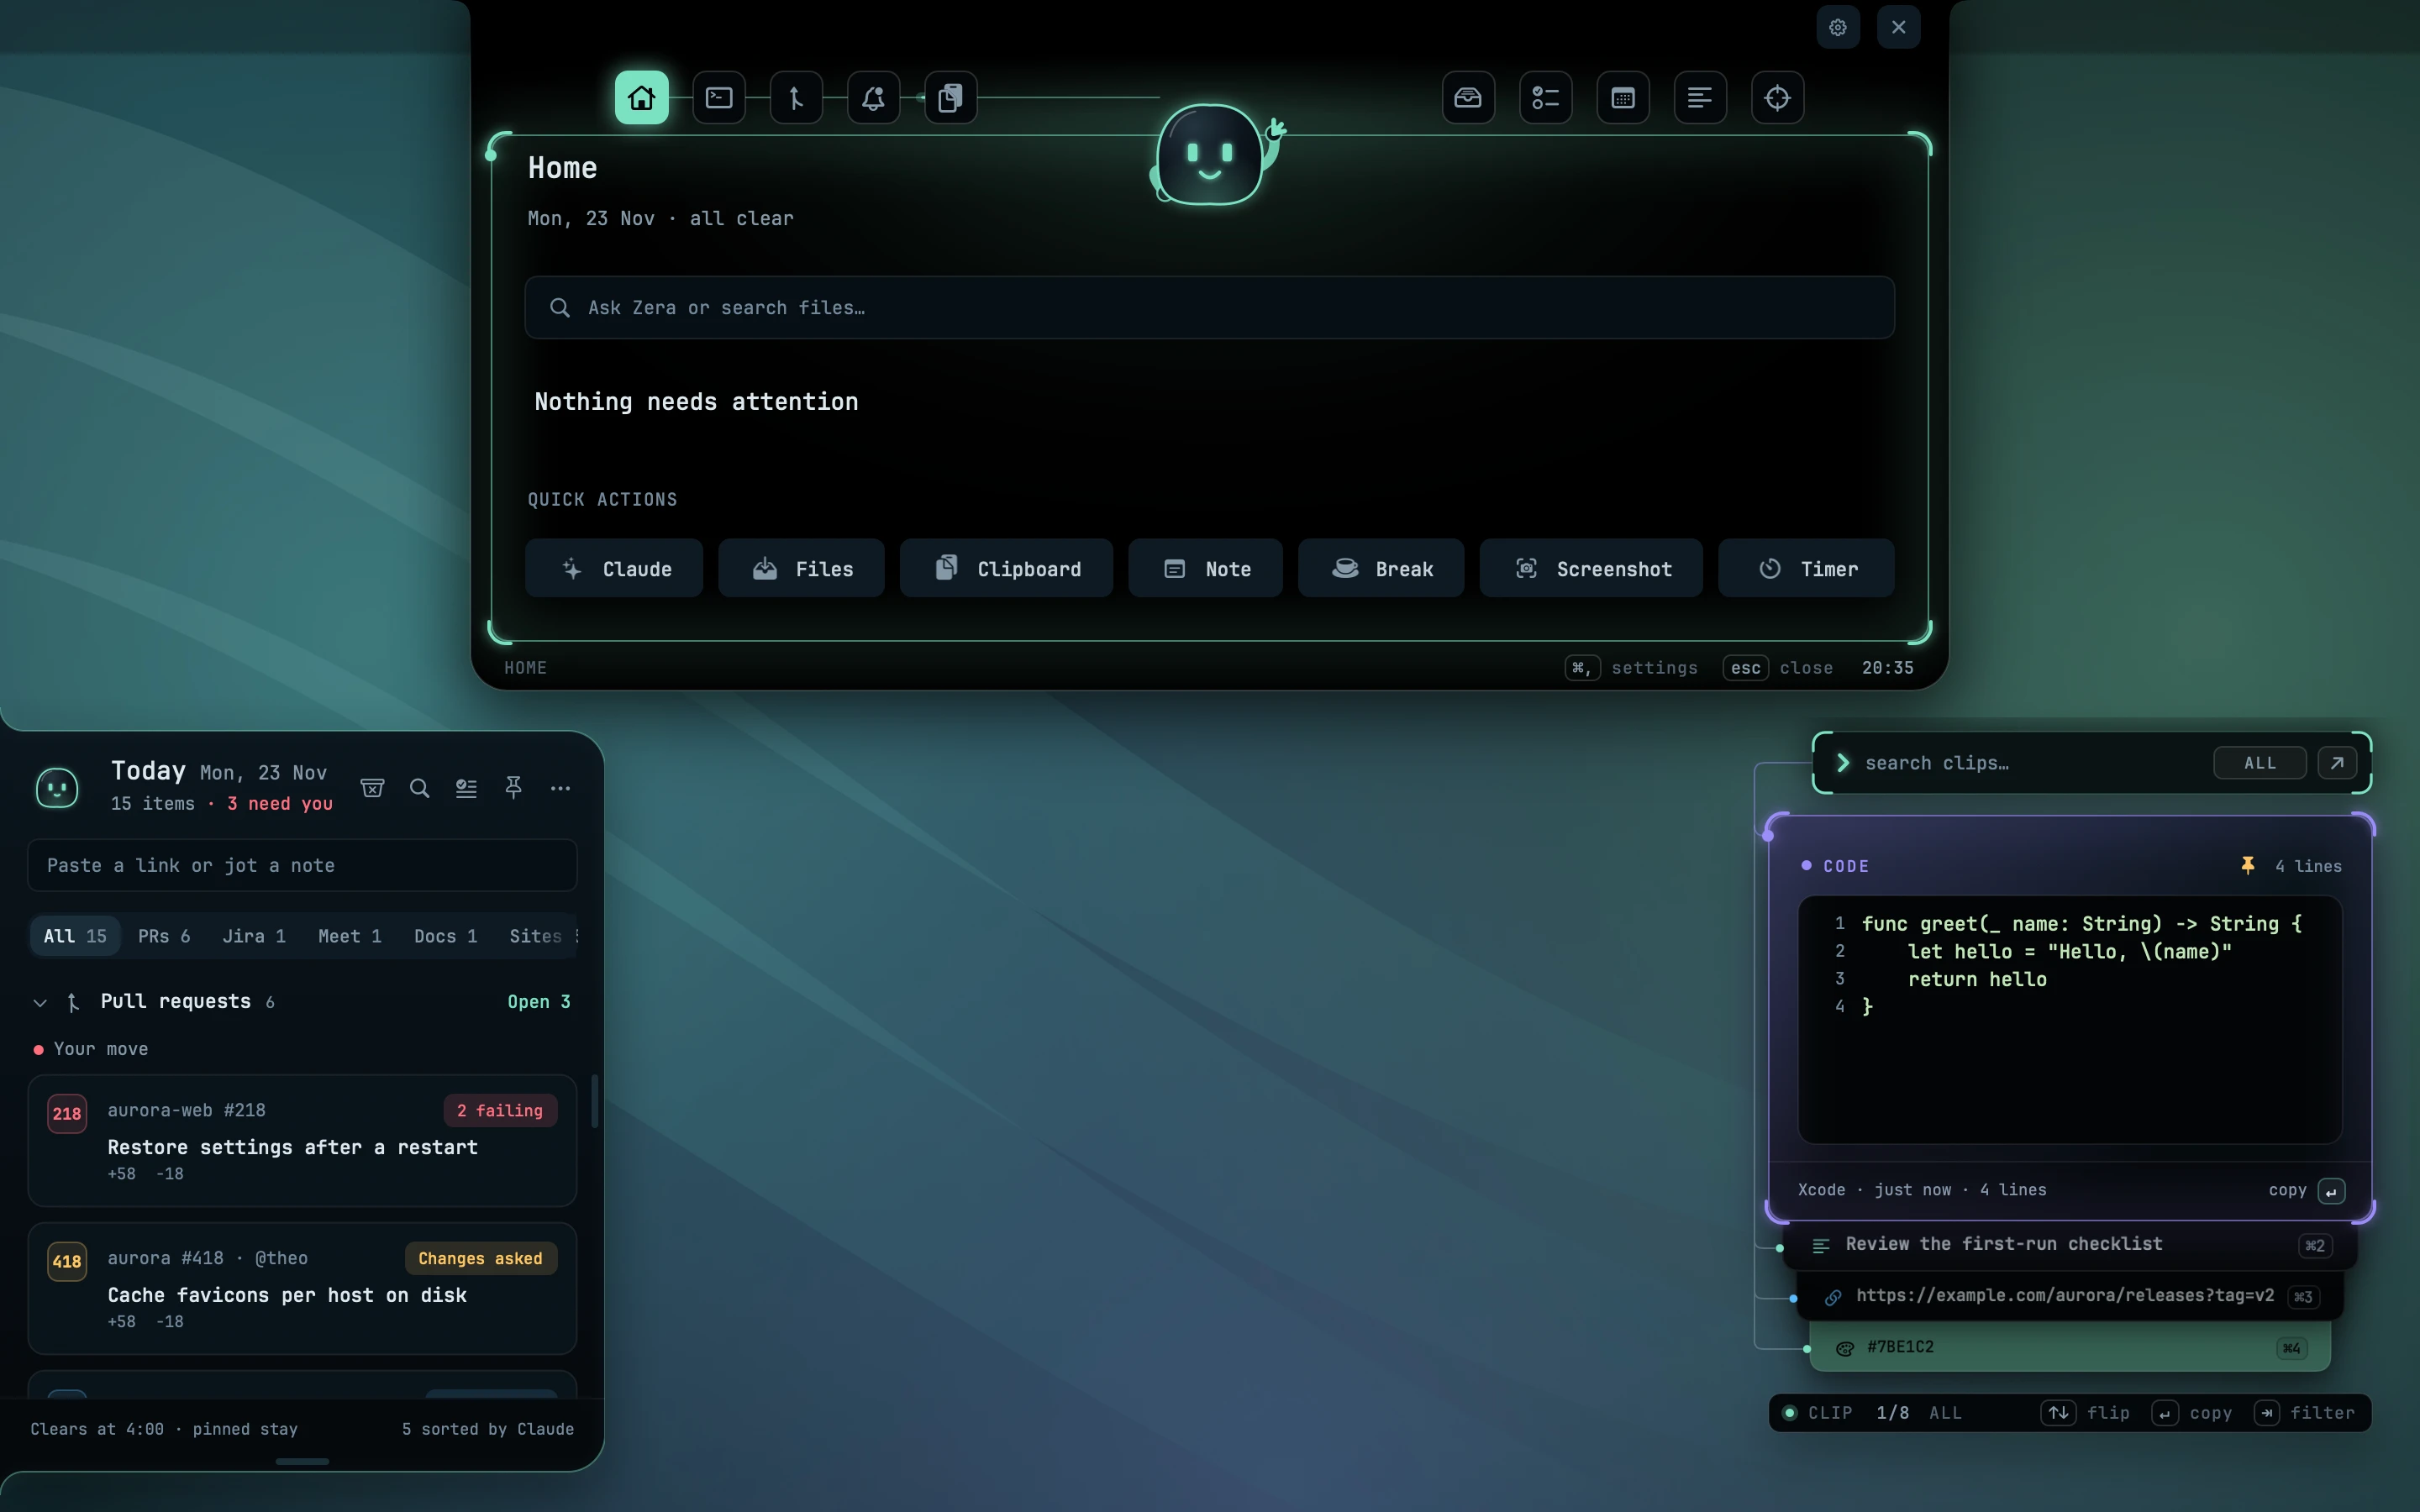 Home
Mon, 23 Nov · all clear
Ask Zera or search files…
Nothing needs attention
QUICK ACTIONS
Claude Files Clipboard Note Break Screenshot Timer
HOME ⌘, settings esc close 20:35
Today Mon, 23 Nov
15 items · 3 need you
Paste a link or jot a note
All 15 PRs 6 Jira 1 Meet 1 Docs 1 Sites
Pull requests 6 Open 3
Your move
218 aurora-web #218 2 failing
Restore settings after a restart
+58 -18
418 aurora #418 · @theo Changes asked
Cache favicons per host on disk
+58 -18
Clears at 4:00 · pinned stay 5 sorted by Claude
search clips… ALL
CODE 4 lines
1 func greet(_ name: String) -> String {
2 let hello = "Hello, \(name)"
3 return hello
4 }
Xcode · just now · 4 lines copy ↵
Review the first-run checklist ⌘2
https://example.com/aurora/releases?tag=v2 ⌘3
#7BE1C2 ⌘4
CLIP 1/8 ALL ↑↓ flip ↵ copy ⇥ filter